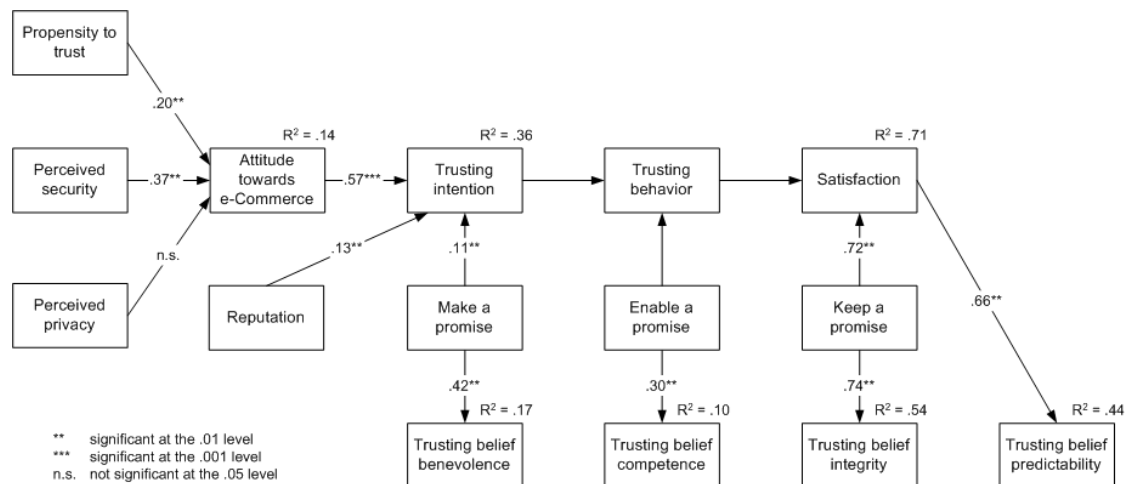 Propensity to
trust
.20**
R² = .14
R² = .36
R² = .71
Perceived
security
.37**
Attitude
towards
e-Commerce
.57***
Trusting
intention
Trusting
behavior
Satisfaction
n.s.
.13**
.11**
.72**
Perceived
privacy
Reputation
Make a
promise
Enable a
promise
Keep a
promise
.66**
.42**
.30**
.74**
R² = .17
R² = .10
R² = .54
R² = .44
Trusting belief
benevolence
Trusting belief
competence
Trusting belief
integrity
Trusting belief
predictability
** significant at the .01 level
*** significant at the .001 level
n.s. not significant at the .05 level